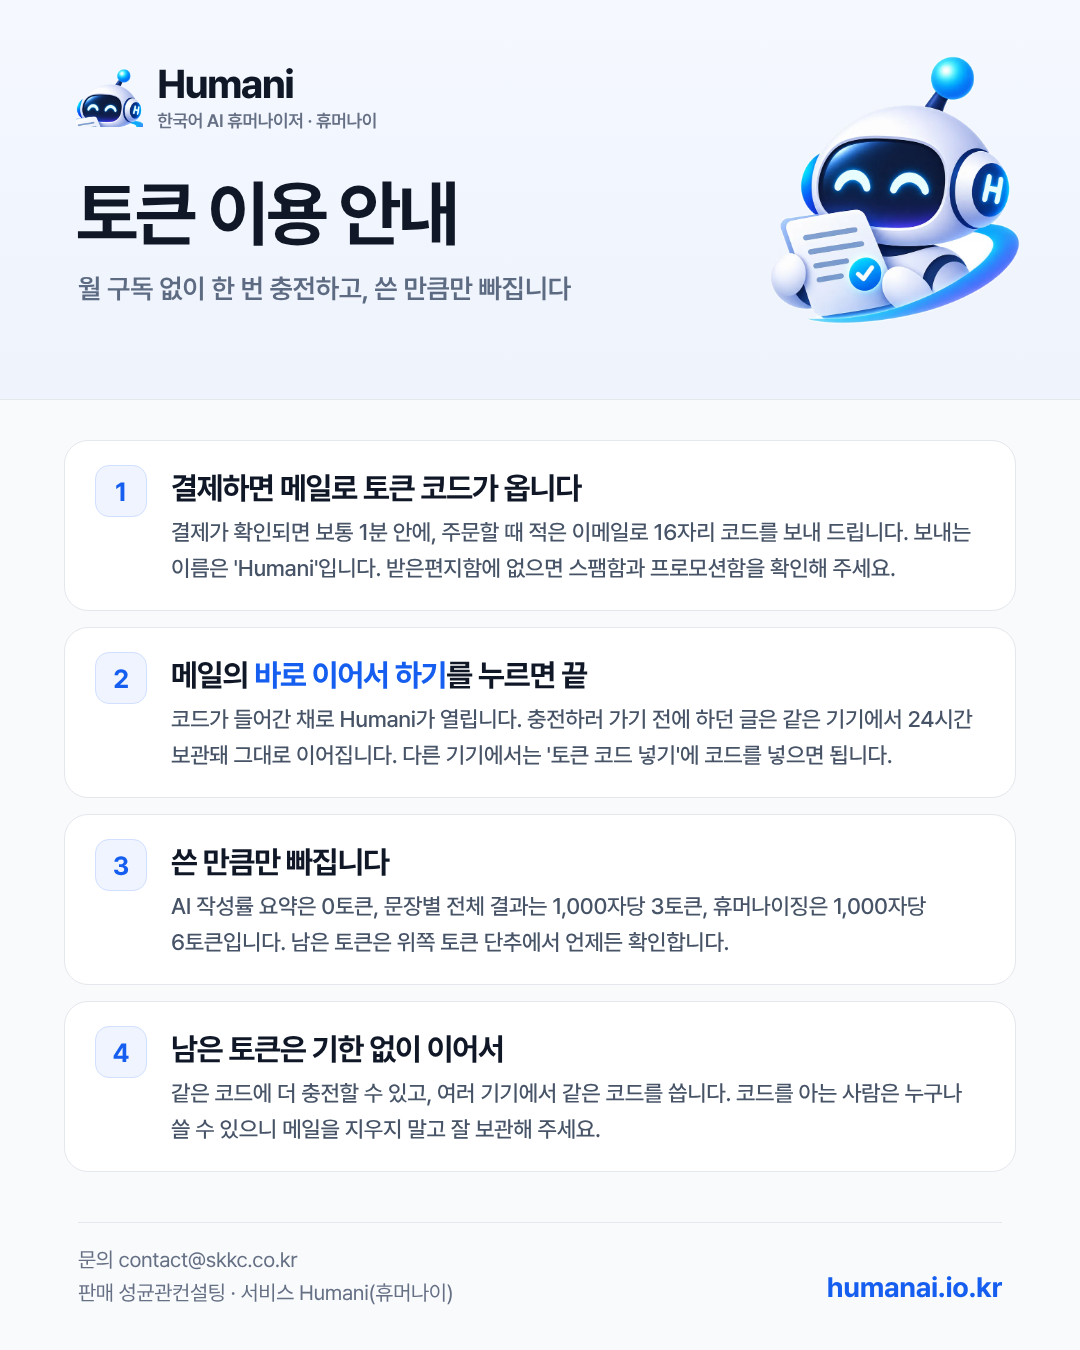 Humani
한국어 AI 휴머나이저 · 휴머나이
토큰 이용 안내
월 구독 없이 한 번 충전하고, 쓴 만큼만 빠집니다
H
H
1
결제하면 메일로 토큰 코드가 옵니다
결제가 확인되면 보통 1분 안에, 주문할 때 적은 이메일로 16자리 코드를 보내 드립니다. 보내는
이름은 'Humani'입니다. 받은편지함에 없으면 스팸함과 프로모션함을 확인해 주세요.
2
메일의 바로 이어서 하기를 누르면 끝
코드가 들어간 채로 Humani가 열립니다. 충전하러 가기 전에 하던 글은 같은 기기에서 24시간
보관돼 그대로 이어집니다. 다른 기기에서는 '토큰 코드 넣기'에 코드를 넣으면 됩니다.
3
쓴 만큼만 빠집니다
AI 작성률 요약은 0토큰, 문장별 전체 결과는 1,000자당 3토큰, 휴머나이징은 1,000자당
6토큰입니다. 남은 토큰은 위쪽 토큰 단추에서 언제든 확인합니다.
4
남은 토큰은 기한 없이 이어서
같은 코드에 더 충전할 수 있고, 여러 기기에서 같은 코드를 씁니다. 코드를 아는 사람은 누구나
쓸 수 있으니 메일을 지우지 말고 잘 보관해 주세요.
문의 contact@skkc.co.kr
판매 성균관컨설팅 · 서비스 Humani(휴머나이)
humanai.io.kr